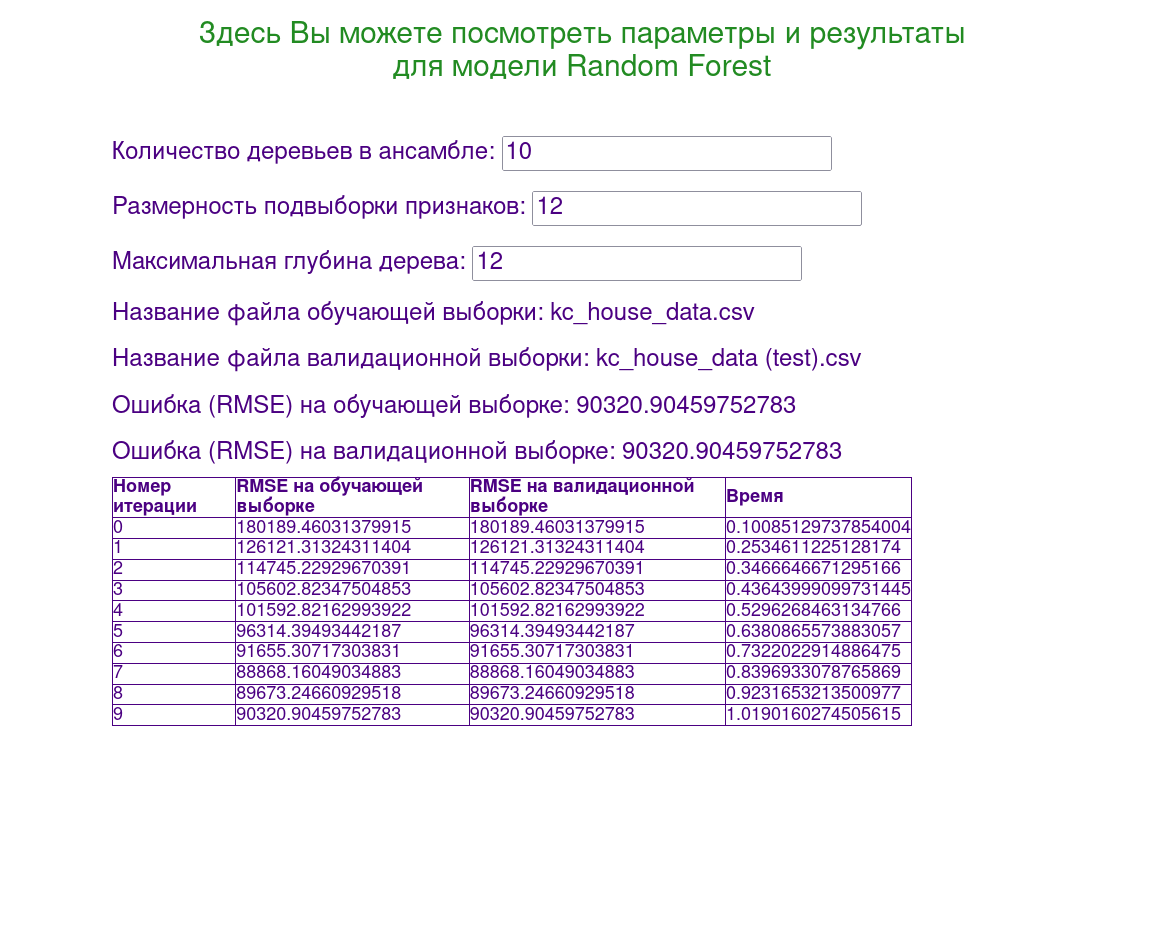 Здесь Вы можете посмотреть параметры и результаты
для модели Random Forest
Количество деревьев в ансамбле: 10
Размерность подвыборки признаков: 12
Максимальная глубина дерева: 12
Название файла обучающей выборки: kc_house_data.csv
Название файла валидационной выборки: kc_house_data (test).csv
Ошибка (RMSE) на обучающей выборке: 90320.90459752783
Ошибка (RMSE) на валидационной выборке: 90320.90459752783
Номер итерации RMSE на обучающей выборке RMSE на валидационной выборке Время
0 180189.46031379915 180189.46031379915 0.10085129737854004
1 126121.31324311404 126121.31324311404 0.2534611225128174
2 114745.22929670391 114745.22929670391 0.3466646671295166
3 105602.82347504853 105602.82347504853 0.43643999099731445
4 101592.82162993922 101592.82162993922 0.5296268463134766
5 96314.39493442187 96314.39493442187 0.6380865573883057
6 91655.30717303831 91655.30717303831 0.7322022914886475
7 88868.16049034883 88868.16049034883 0.8396933078765869
8 89673.24660929518 89673.24660929518 0.9231653213500977
9 90320.90459752783 90320.90459752783 1.0190160274505615